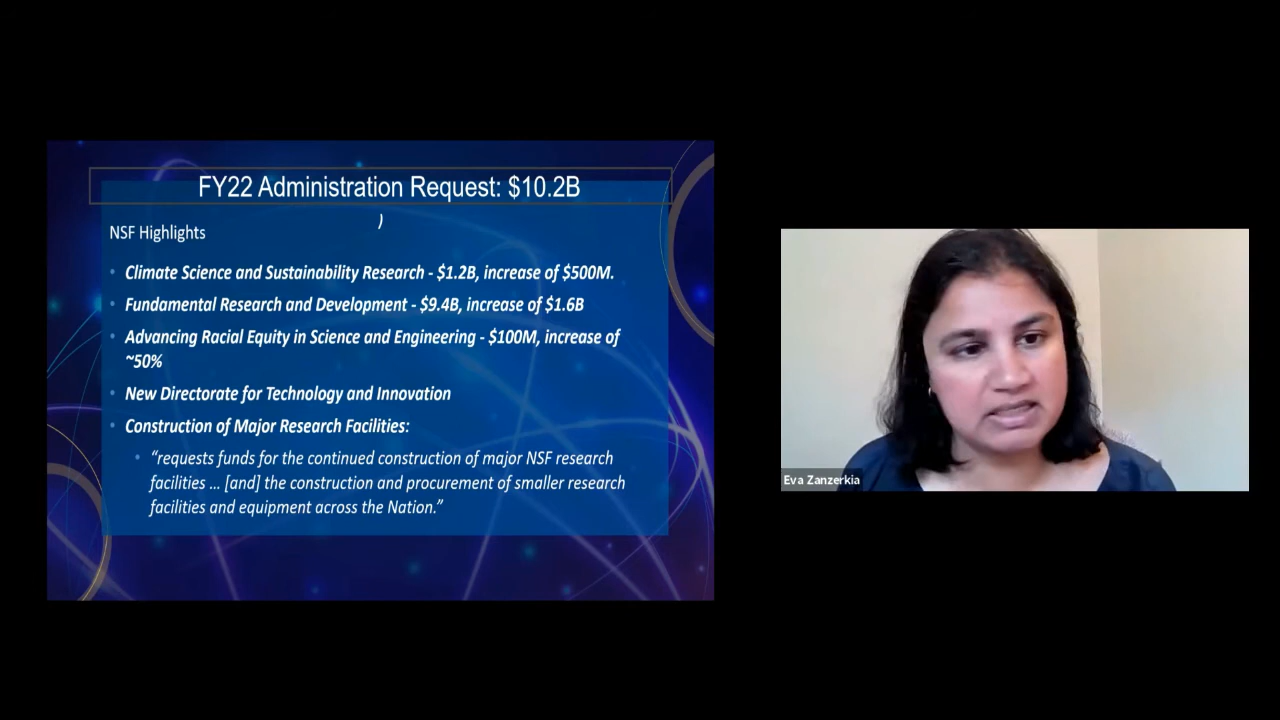 FY22 Administration Request: $10.2B
)
NSF Highlights
• Climate Science and Sustainability Research - $1.2B, increase of $500M.
• Fundamental Research and Development - $9.4B, increase of $1.6B
• Advancing Racial Equity in Science and Engineering - $100M, increase of
~50%
• New Directorate for Technology and Innovation
• Construction of Major Research Facilities:
• “requests funds for the continued construction of major NSF research
facilities ... [and] the construction and procurement of smaller research
facilities and equipment across the Nation.”
Eva Zanzerkia